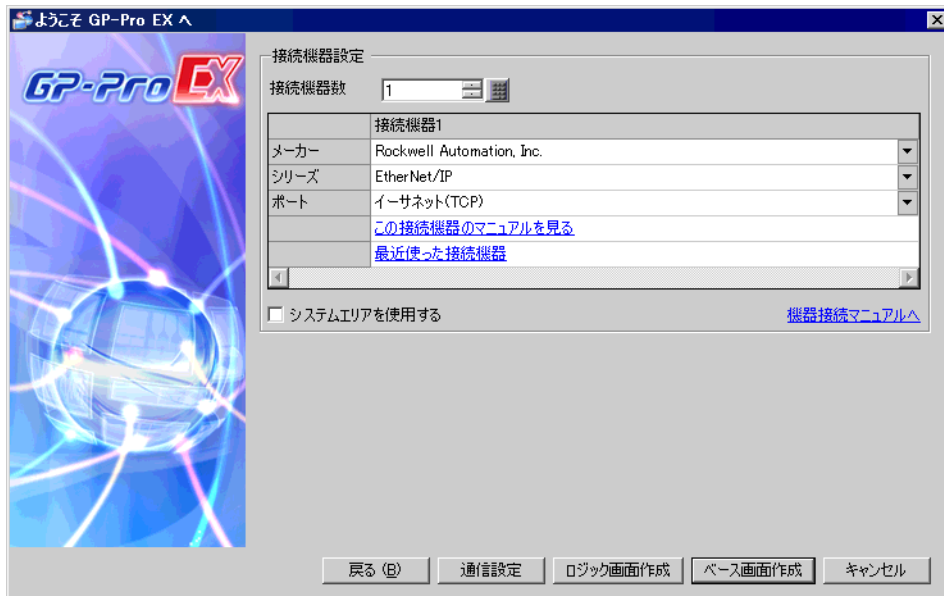 ようこそ GP-Pro EX へ
GP-Pro EX
接続機器設定
接続機器数 1
接続機器1
メーカー Rockwell Automation, Inc.
シリーズ EtherNet/IP
ポート イーサネット(TCP)
この接続機器のマニュアルを見る
最近使った接続機器
システムエリアを使用する 機器接続マニュアルへ
戻る (B) 通信設定 ロジック画面作成 ベース画面作成 キャンセル